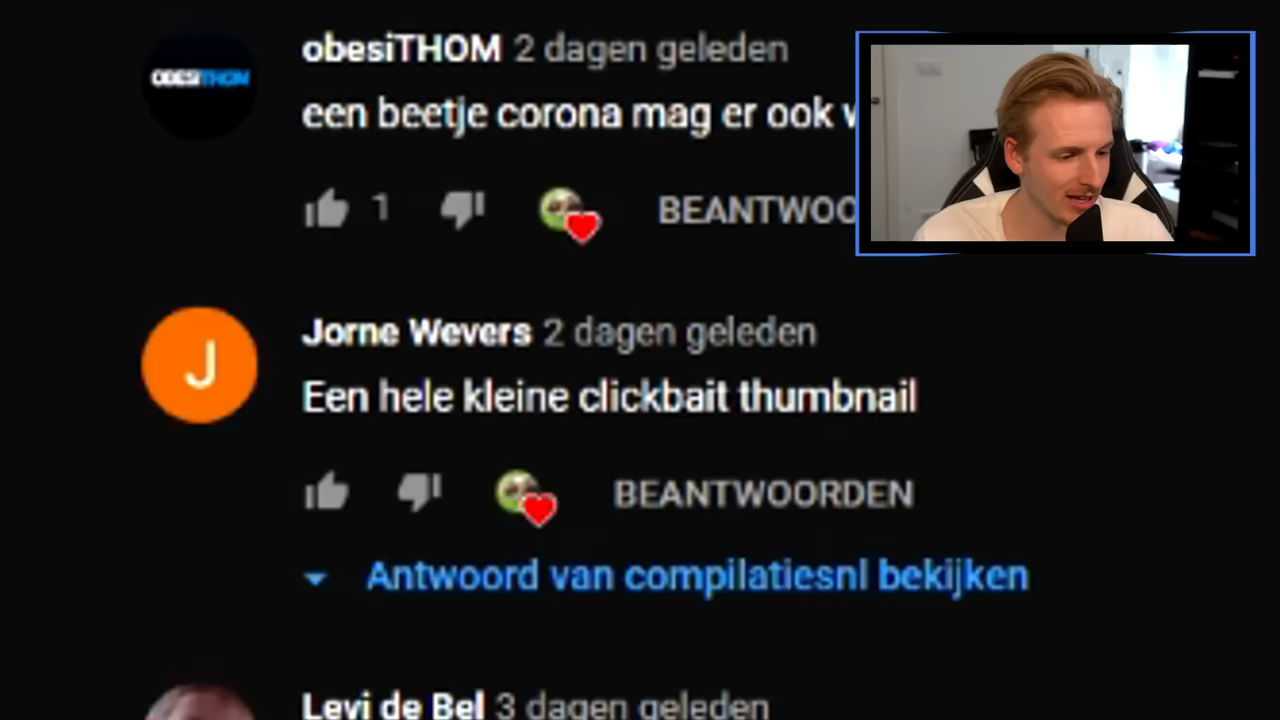 obesiTHOM 2 dagen geleden
OBESITHOM
een beetje corona mag er ook
1
BEANTWOO
Jorne Wevers 2 dagen geleden
J
Een hele kleine clickbait thumbnail
BEANTWOORDEN
Antwoord van compilatiesnl bekijken
Levi de Bel 3 dagen geleden